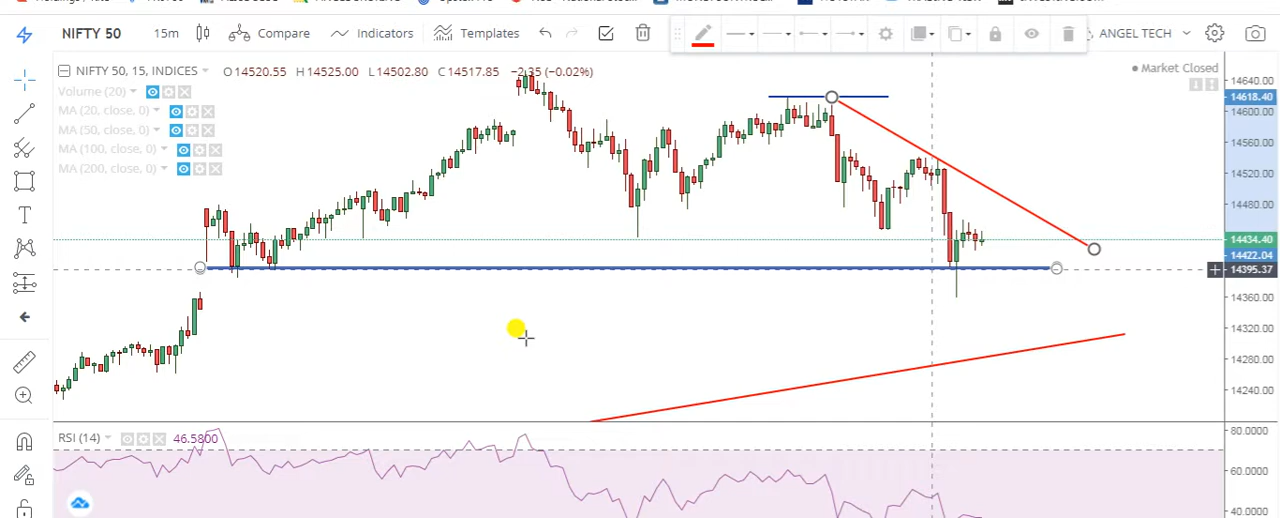 NIFTY 50 15m Compare Indicators Templates ANGEL TECH
NIFTY 50, 15, INDICES O14520.55 H14525.00 L14502.80 C14517.85 −2.35 (−0.02%)
Market Closed
Volume (20)
MA (20, close, 0)
MA (50, close, 0)
MA (100, close, 0)
MA (200, close, 0)
14640.00
14618.40
14600.00
14560.00
14520.00
14480.00
14434.40
14422.04
14395.37
14360.00
14320.00
14280.00
14240.00
RSI (14) 46.5800
80.0000
60.0000
40.0000